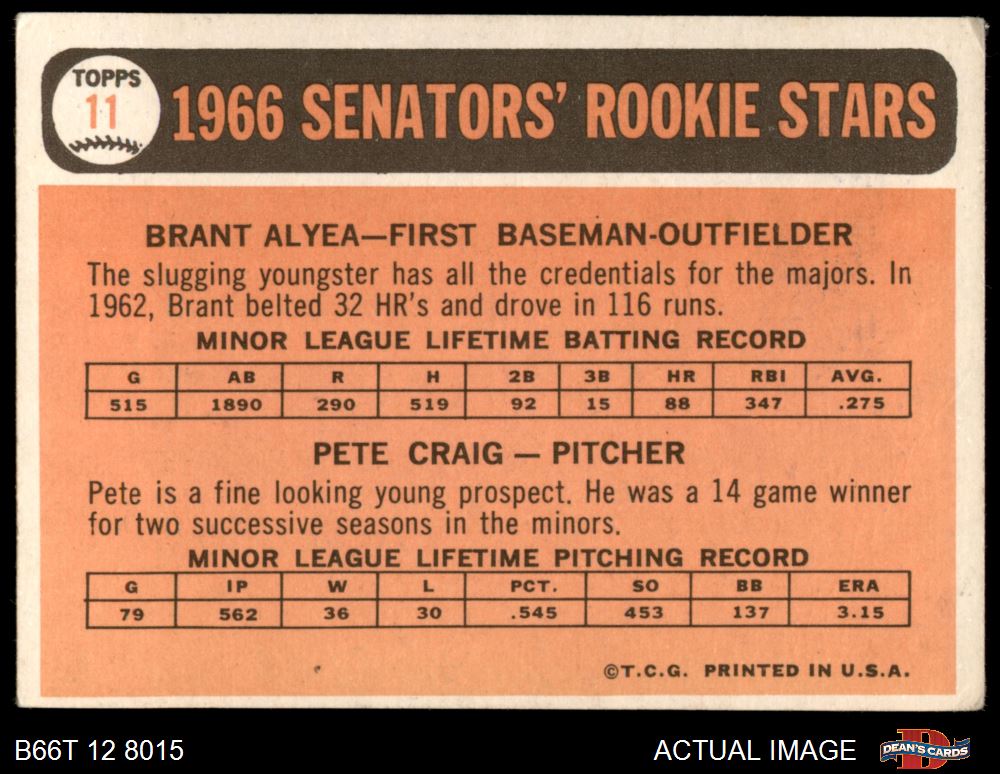 TOPPS
11
1966 SENATORS' ROOKIE STARS
BRANT ALYEA—FIRST BASEMAN-OUTFIELDER
The slugging youngster has all the credentials for the majors. In
1962, Brant belted 32 HR's and drove in 116 runs.
MINOR LEAGUE LIFETIME BATTING RECORD
G AB R H 2B 3B HR RBI AVG.
515 1890 290 519 92 15 88 347 .275
PETE CRAIG — PITCHER
Pete is a fine looking young prospect. He was a 14 game winner
for two successive seasons in the minors.
MINOR LEAGUE LIFETIME PITCHING RECORD
G IP W L PCT. SO BB ERA
79 562 36 30 .545 453 137 3.15
©T.C.G. PRINTED IN U.S.A.
B66T 12 8015 ACTUAL IMAGE DEAN'S CARDS